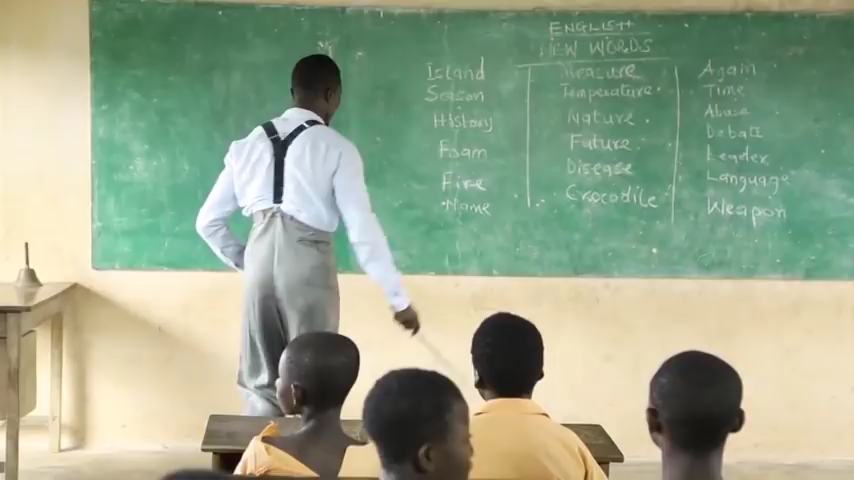 ENGLISH
NEW WORDS
Island
Season
History
Foam
Fire
Name
Measure
Temperature
Nature
Future
Disease
Crocodile
Again
Time
Abuse
Debate
Leader
Language
Weapon